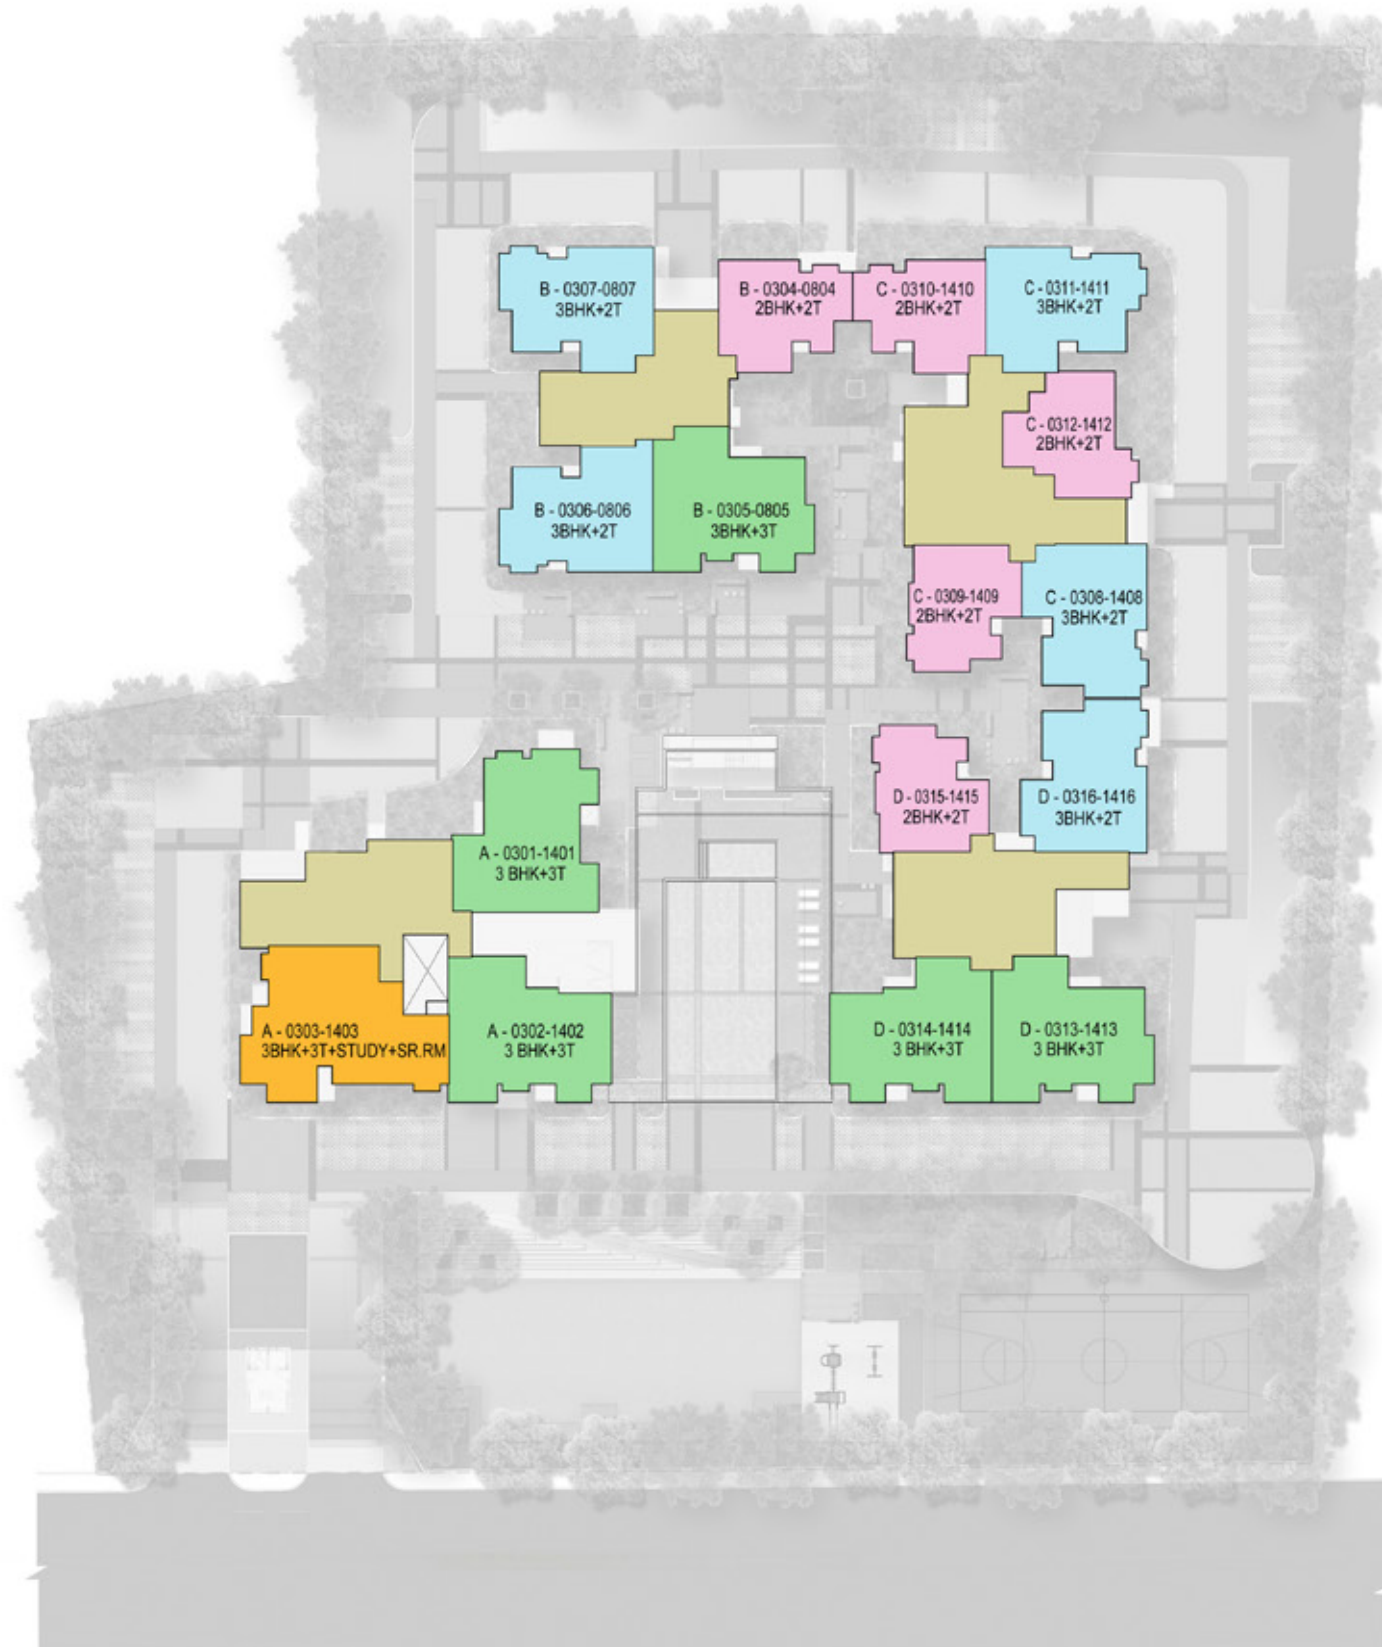 B - 0307-0807
3BHK+2T
B - 0304-0804
2BHK+2T
C - 0310-1410
2BHK+2T
C - 0311-1411
3BHK+2T
C - 0312-1412
2BHK+2T
B - 0306-0806
3BHK+2T
B - 0305-0805
3BHK+3T
C - 0309-1409
2BHK+2T
C - 0308-1408
3BHK+2T
D - 0315-1415
2BHK+2T
D - 0316-1416
3BHK+2T
A - 0301-1401
3 BHK+3T
A - 0303-1403
3BHK+3T+STUDY+SR.RM
A - 0302-1402
3 BHK+3T
D - 0314-1414
3 BHK+3T
D - 0313-1413
3 BHK+3T